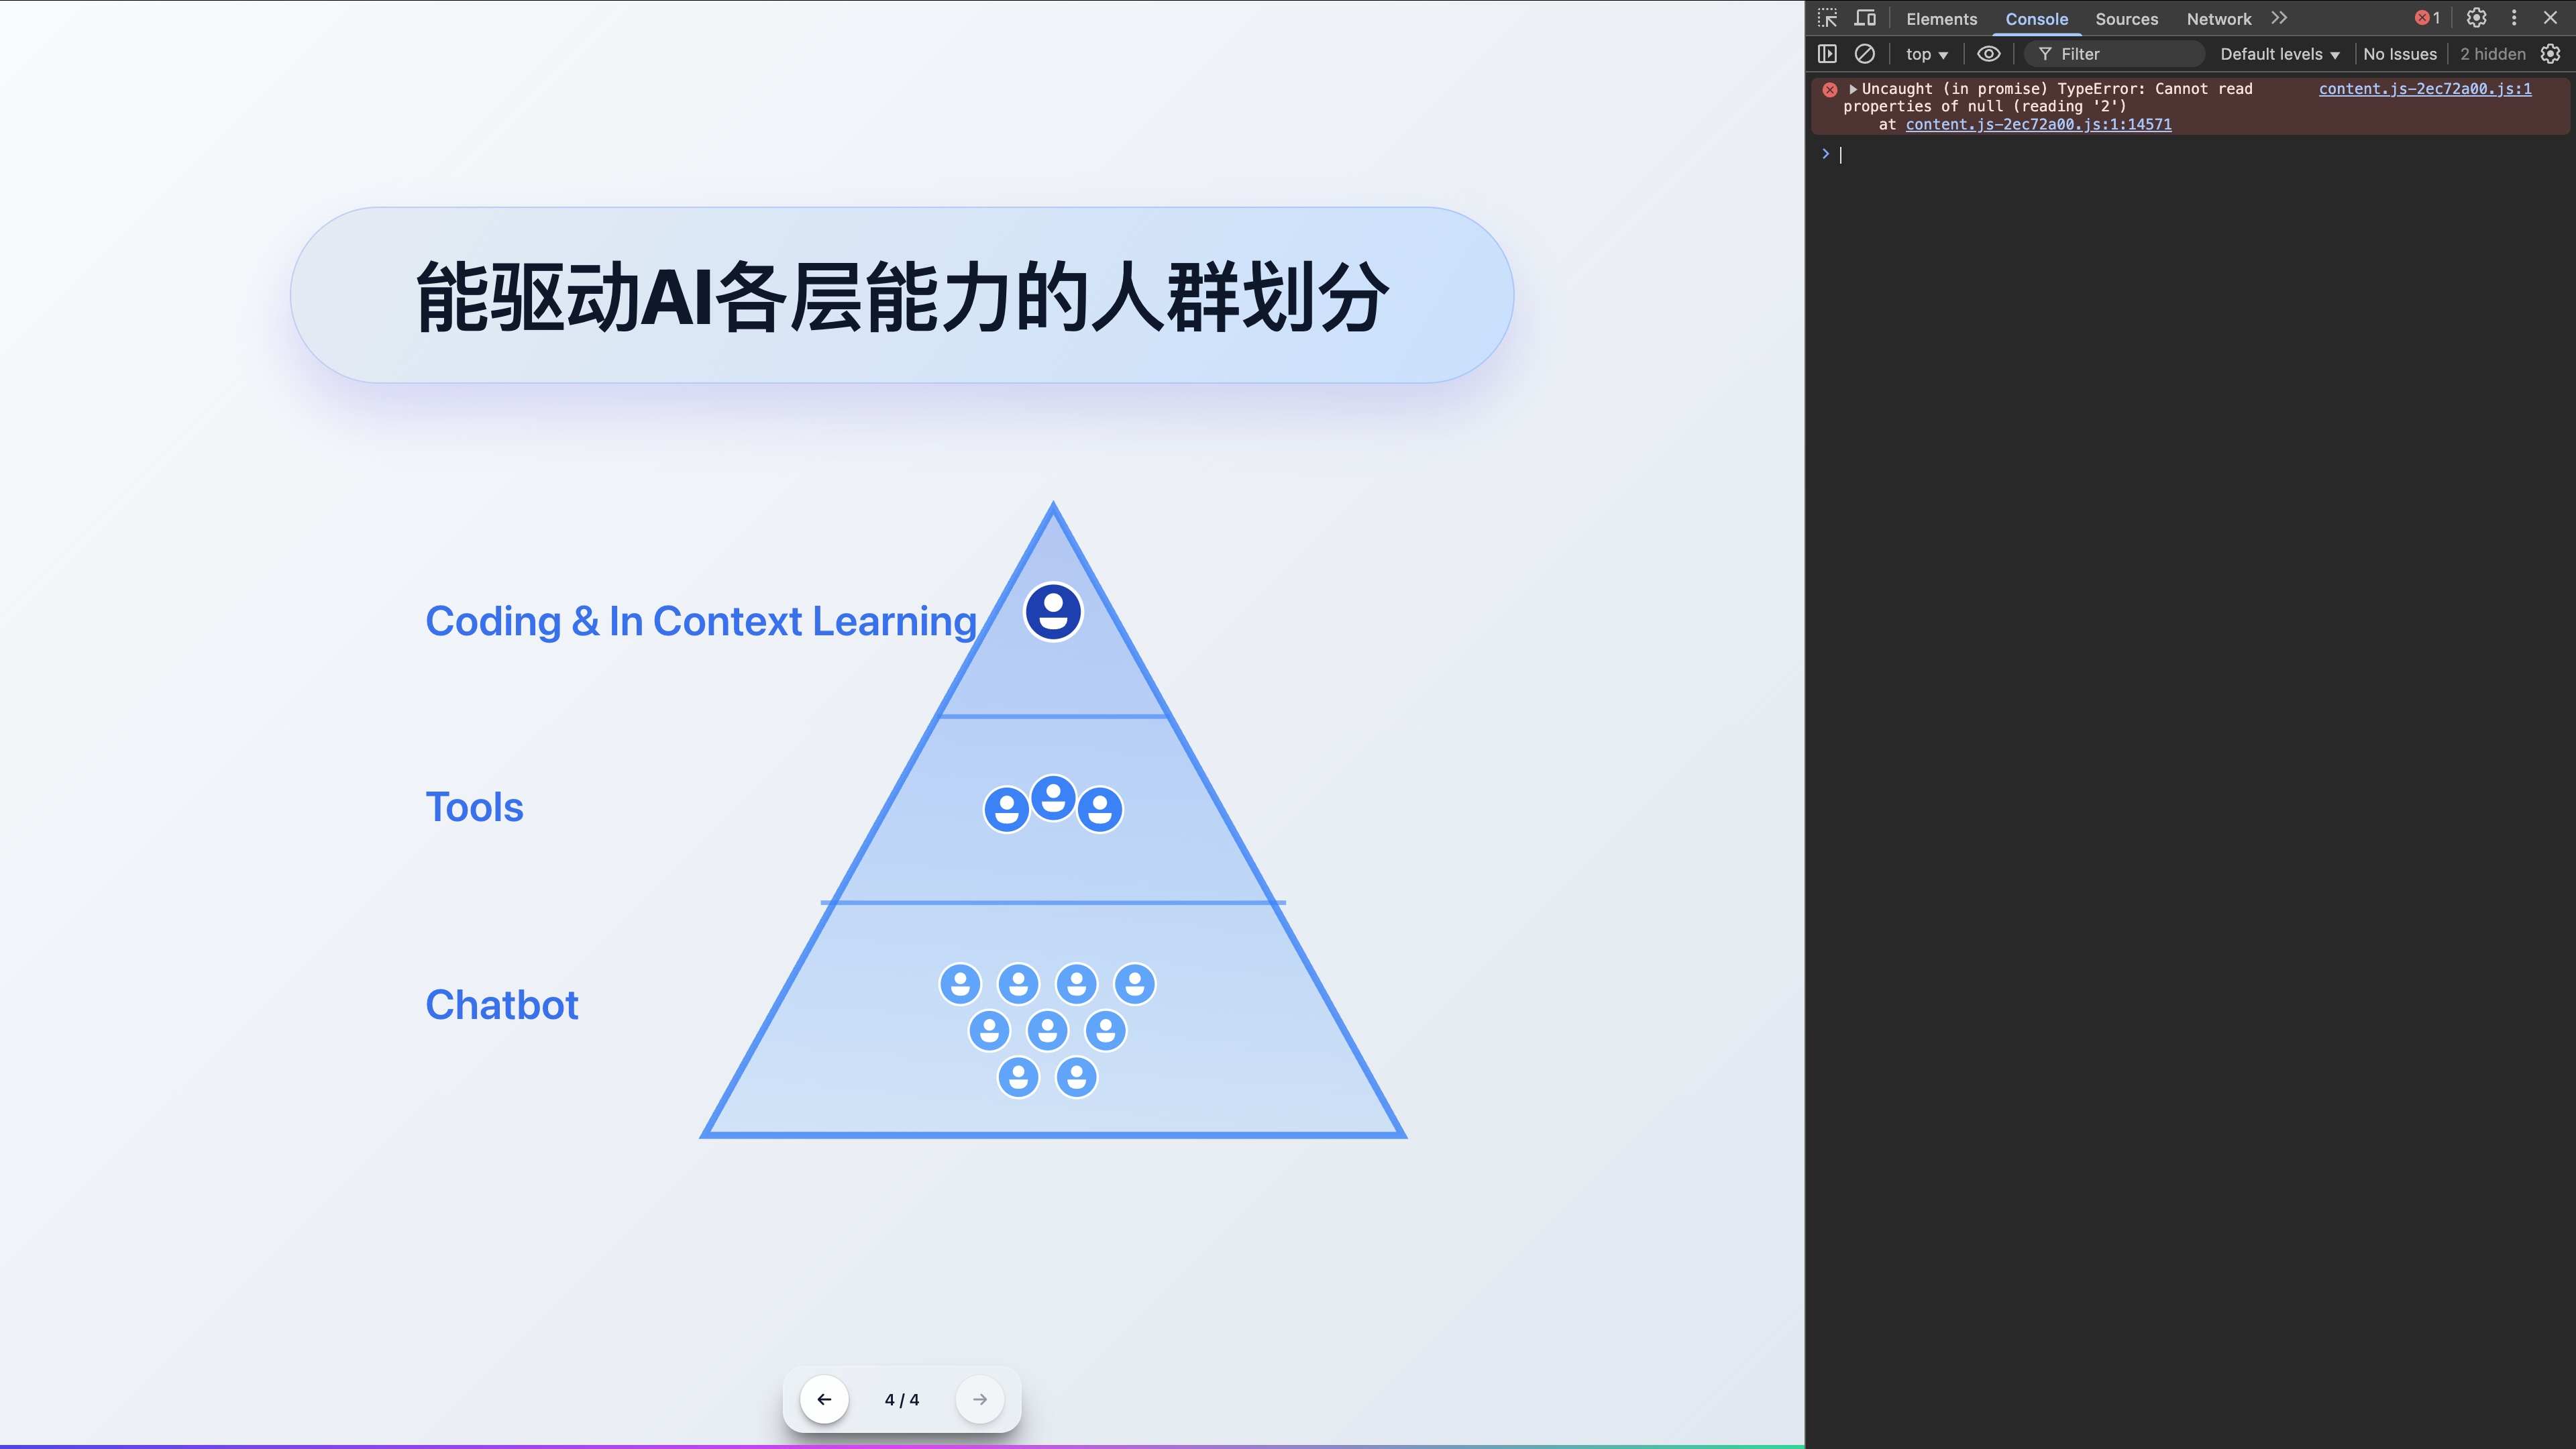 能驱动AI各层能力的人群划分
Coding & In Context Learning
Tools
Chatbot
4 / 4
Elements Console Sources Network 1
top Filter Default levels No Issues 2 hidden
Uncaught (in promise) TypeError: Cannot read content.js-2ec72a00.js:1
properties of null (reading '2')
at content.js-2ec72a00.js:1:14571